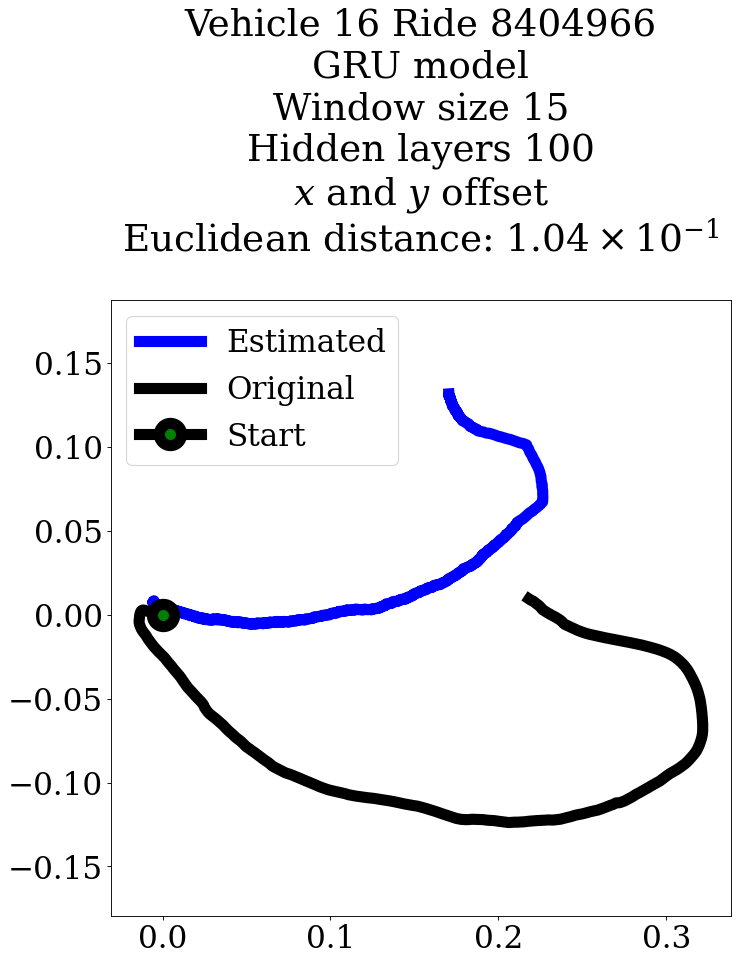 Vehicle 16 Ride 8404966
GRU model
Window size 15
Hidden layers 100
x and y offset
Euclidean distance: 1.04 × 10⁻¹
Estimated
Original
Start
0.15
0.10
0.05
0.00
−0.05
−0.10
−0.15
0.0 0.1 0.2 0.3